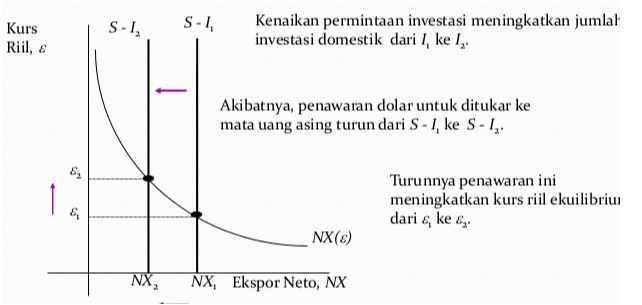 Kurs
Riil, ε
S - I₂
S - I₁
Kenaikan permintaan investasi meningkatkan jumlah
investasi domestik dari I₁ ke I₂.
Akibatnya, penawaran dolar untuk ditukar ke
mata uang asing turun dari S - I₁ ke S - I₂.
ε₂
ε₁
Turunnya penawaran ini
meningkatkan kurs riil ekuilibriu
dari ε₁ ke ε₂.
NX(ε)
NX₂
NX₁
Ekspor Neto, NX